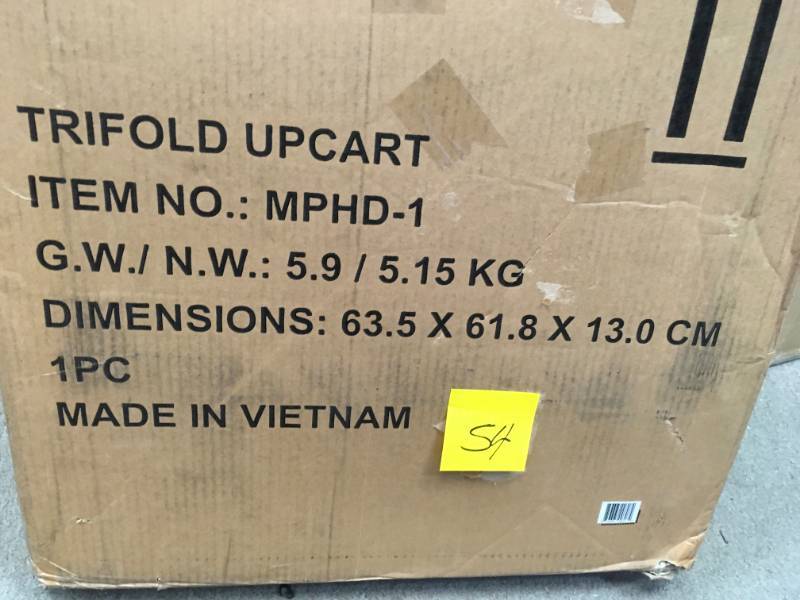 TRIFOLD UPCART
ITEM NO.: MPHD-1
G.W./ N.W.: 5.9 / 5.15 KG
DIMENSIONS: 63.5 X 61.8 X 13.0 CM
1PC
MADE IN VIETNAM
54